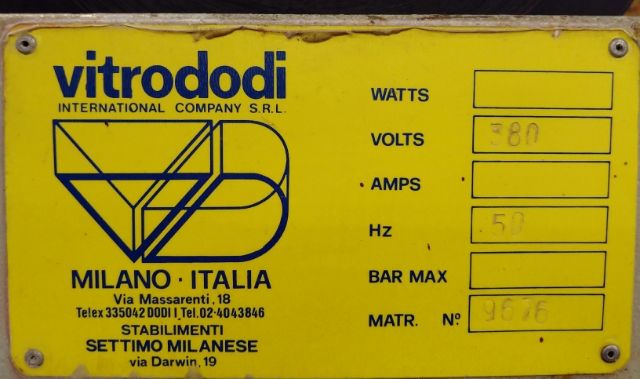 vitrododi
INTERNATIONAL COMPANY S.R.L.
MILANO · ITALIA
Via Massarenti, 18
Telex 335042 DODI I Tel. 02-4043846
STABILIMENTI
SETTIMO MILANESE
via Darwin, 19
WATTS
VOLTS 380
AMPS
Hz 50
BAR MAX
MATR. Nº 9676